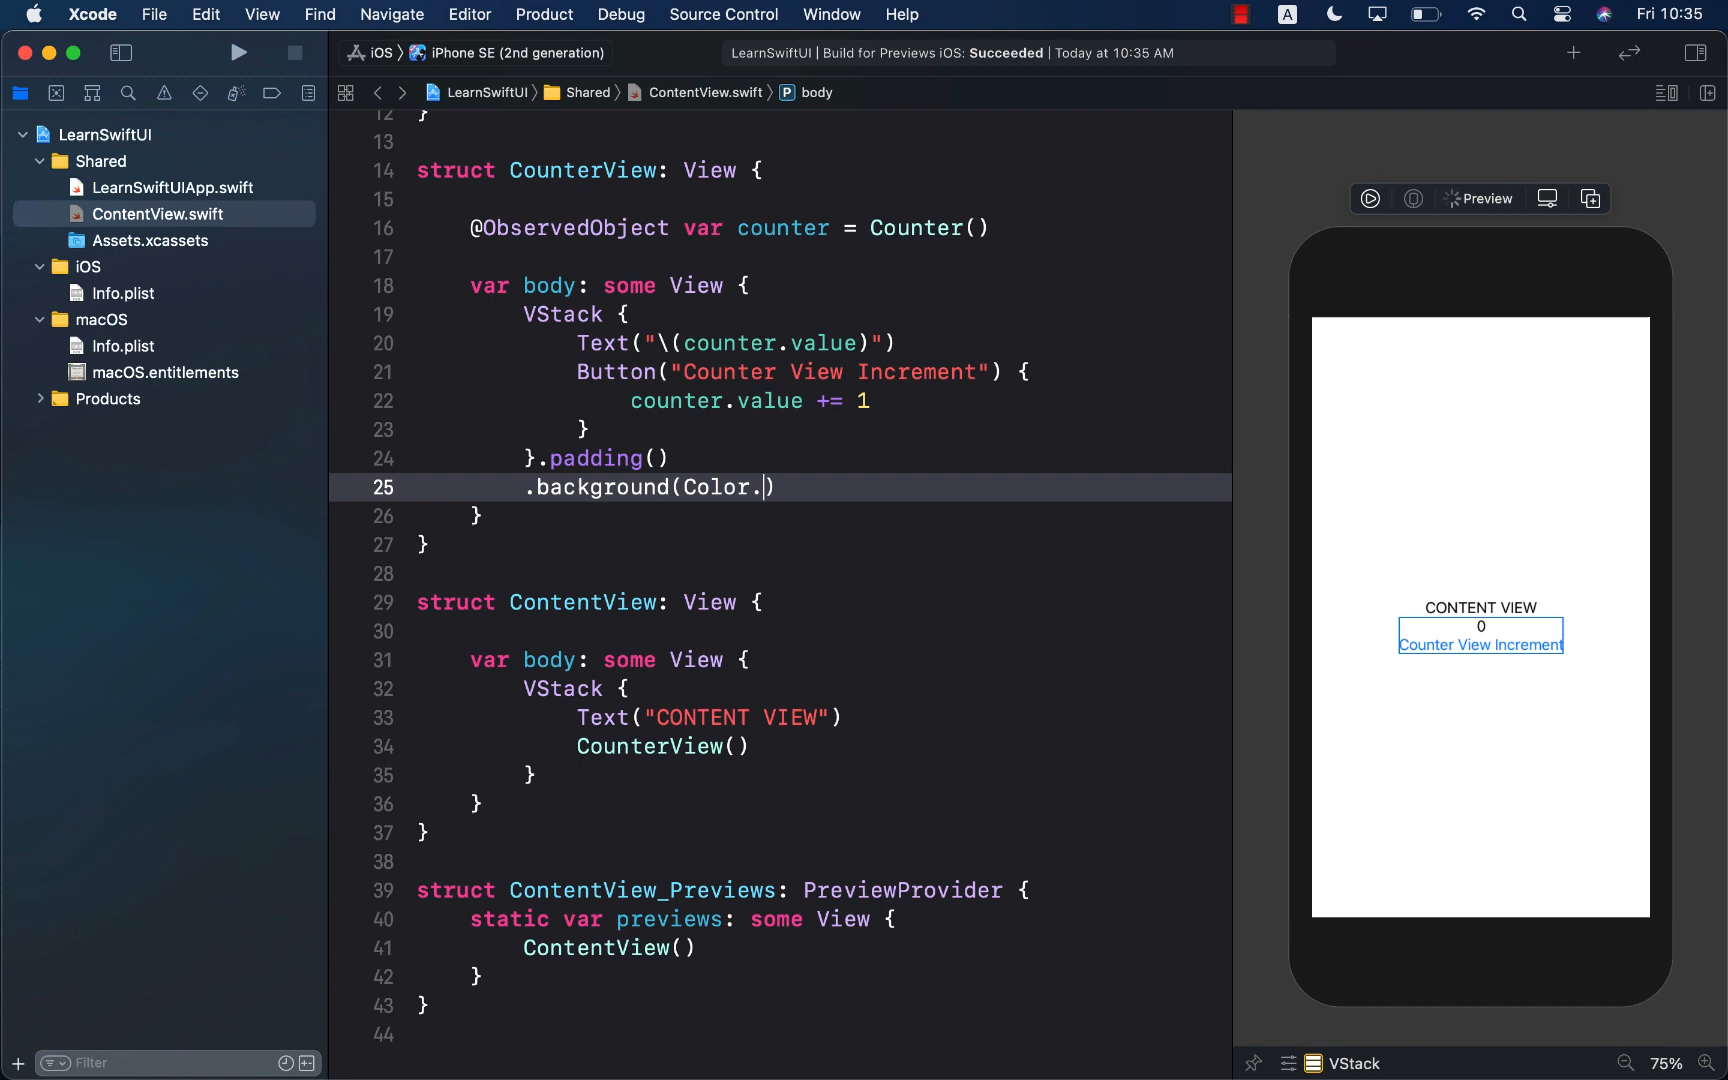 Xcode File Edit View Find Navigate Editor Product Debug Source Control Window Help A Fri 10:35
iOS iPhone SE (2nd generation) LearnSwiftUI | Build for Previews iOS: Succeeded | Today at 10:35 AM
LearnSwiftUI Shared ContentView.swift P body
LearnSwiftUI
Shared
LearnSwiftUIApp.swift
ContentView.swift
Assets.xcassets
iOS
Info.plist
macOS
Info.plist
macOS.entitlements
Products
Filter
12 }
13
14 struct CounterView: View {
15
16 @ObservedObject var counter = Counter()
17
18 var body: some View {
19 VStack {
20 Text("\(counter.value)")
21 Button("Counter View Increment") {
22 counter.value += 1
23 }
24 }.padding()
25 .background(Color.)
26 }
27 }
28
29 struct ContentView: View {
30
31 var body: some View {
32 VStack {
33 Text("CONTENT VIEW")
34 CounterView()
35 }
36 }
37 }
38
39 struct ContentView_Previews: PreviewProvider {
40 static var previews: some View {
41 ContentView()
42 }
43 }
44
Preview
CONTENT VIEW
0
Counter View Increment
VStack 75%